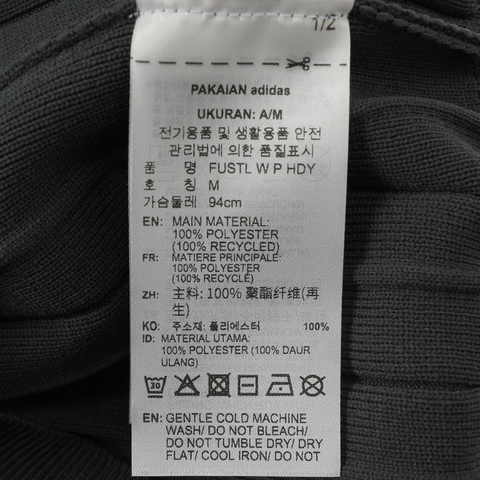 1/2
PAKAIAN adidas
UKURAN: A/M
전기용품 및 생활용품 안전
관리법에 의한 품질표시
품 명 FUSTL W P HDY
호 칭 M
가슴둘레 94cm
EN: MAIN MATERIAL:
100% POLYESTER
(100% RECYCLED)
FR: MATIERE PRINCIPALE:
100% POLYESTER
(100% RECYCLÉ)
ZH: 主料: 100% 聚酯纤维(再
生)
KO: 주소재: 폴리에스터 100%
ID: MATERIAL UTAMA:
100% POLYESTER (100% DAUR
ULANG)
30
EN: GENTLE COLD MACHINE
WASH/ DO NOT BLEACH/
DO NOT TUMBLE DRY/ DRY
FLAT/ COOL IRON/ DO NOT